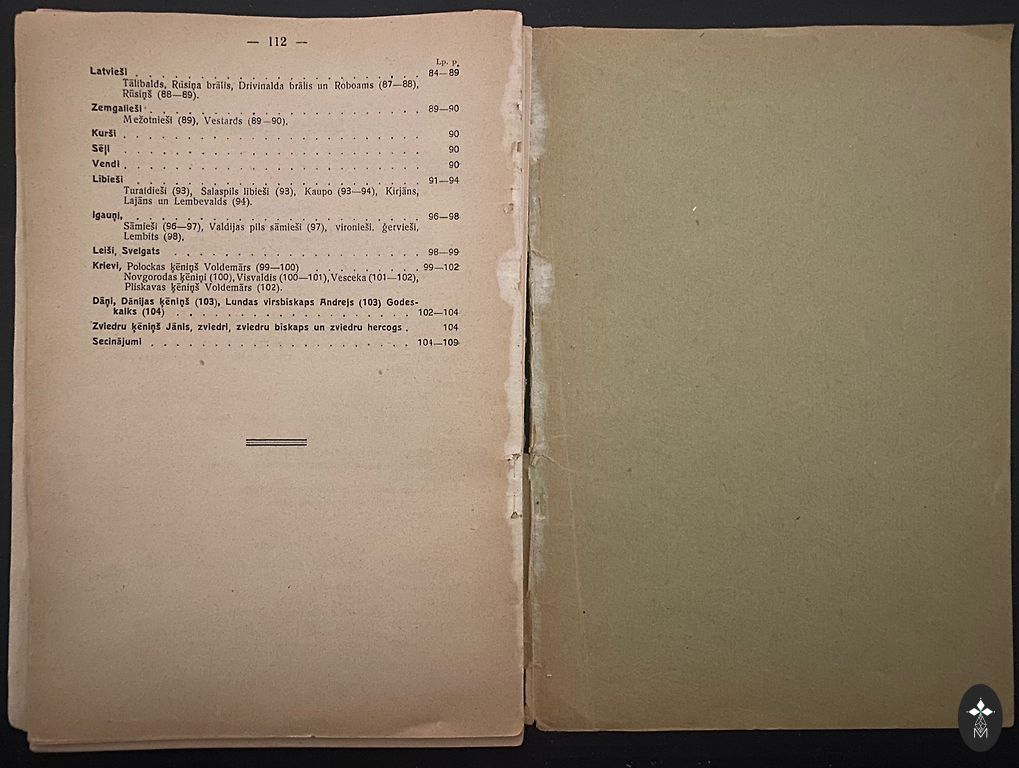 — 112 —
Lp. p.
Latvieši . . . . . . . . . . . . . . . . . . . . . . 84—89
Tālibalds, Rūsiņa brālis, Drivinalda brālis un Roboams (87—88),
Rūsiņš (88—89).
Zemgalieši . . . . . . . . . . . . . . . . . . . . . 89—90
Mežotnieši (89), Vestards (89—90).
Kurši . . . . . . . . . . . . . . . . . . . . . . . 90
Sēļi . . . . . . . . . . . . . . . . . . . . . . . 90
Vendi . . . . . . . . . . . . . . . . . . . . . . . 90
Lībieši . . . . . . . . . . . . . . . . . . . . . . 91—94
Turaidieši (93), Salaspils lībieši (93), Kaupo (93—94), Kirjāns,
Lajāns un Lembevalds (94).
Igauņi, . . . . . . . . . . . . . . . . . . . . . . 96—98
Sāmieši (96—97), Valdijas pils sāmieši (97), vironieši, ģervieši,
Lembits (98),
Leiši, Svelgats . . . . . . . . . . . . . . . . . . 98—99
Krievi, Polockas ķēniņš Voldemārs (99—100) . . . . . . . 99—102
Novgorodas ķēniņi (100), Visvaldis (100—101), Vesceka (101—102),
Pliskavas ķēniņš Voldemārs (102).
Dāņi, Dānijas ķēniņš (103), Lundas virsbiskaps Andrejs (103) Godes-
kalks (104) . . . . . . . . . . . . . . . . . . . 102—104
Zviedru ķēniņš Jānis, zviedri, zviedru bīskaps un zviedru hercogs . 104
Secinājumi . . . . . . . . . . . . . . . . . . . . 104—109
M